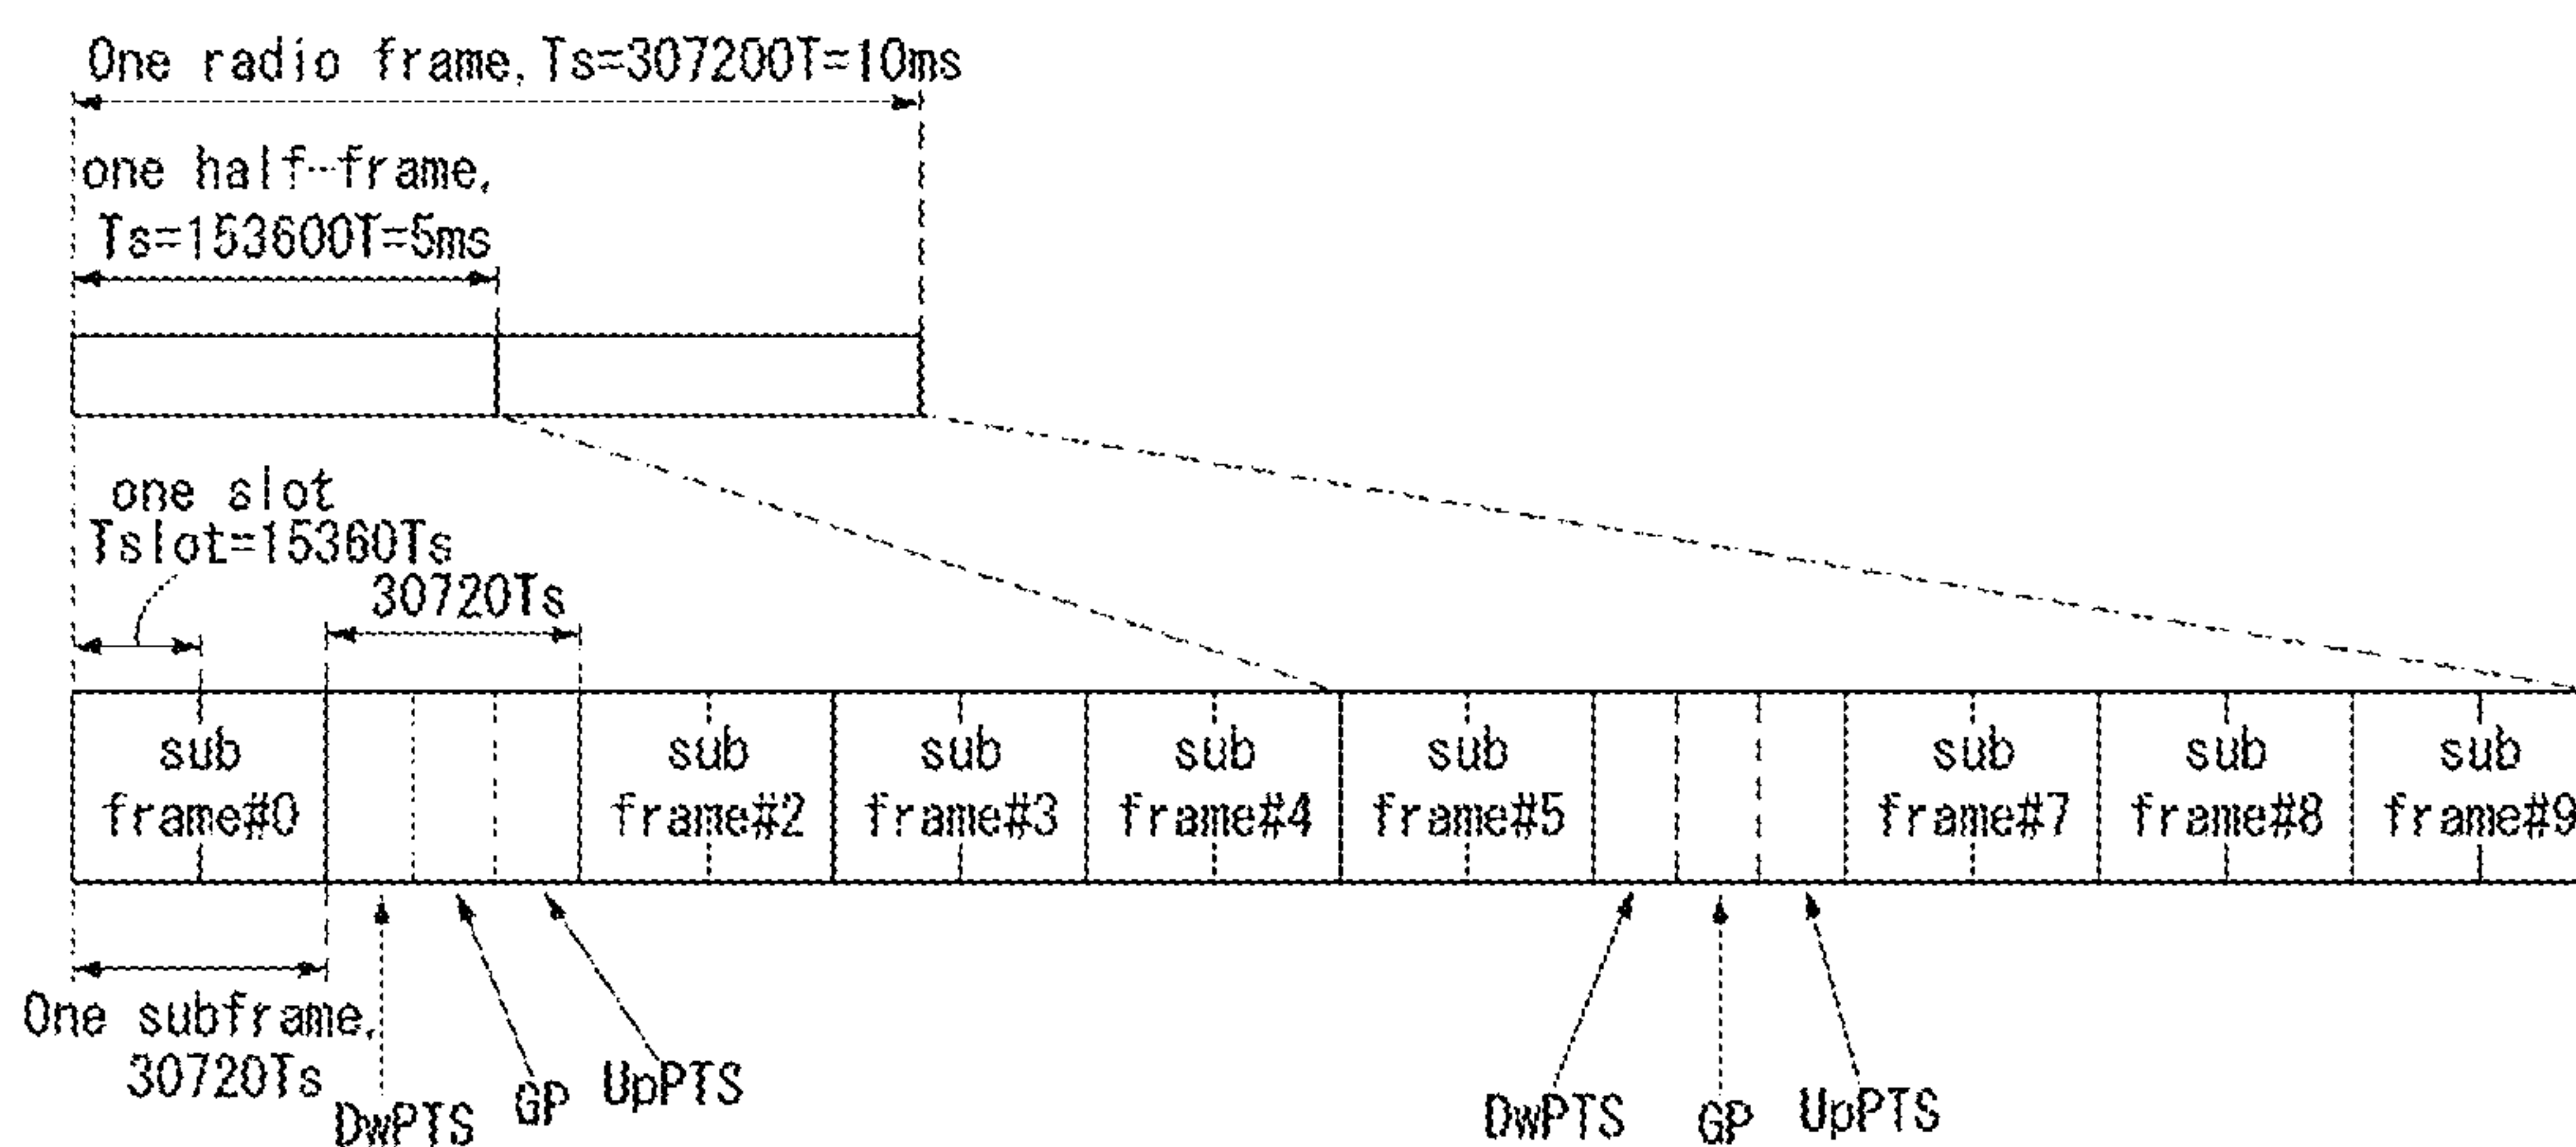 One radio frame, Ts=307200T=10ms
one half-frame,
Ts=153600T=5ms
one slot
Tslot=15360Ts
30720Ts
sub
frame#0
sub
frame#2
sub
frame#3
sub
frame#4
sub
frame#5
sub
frame#7
sub
frame#8
sub
frame#9
One subframe,
30720Ts
DwPTS
GP
UpPTS
DwPTS
GP
UpPTS